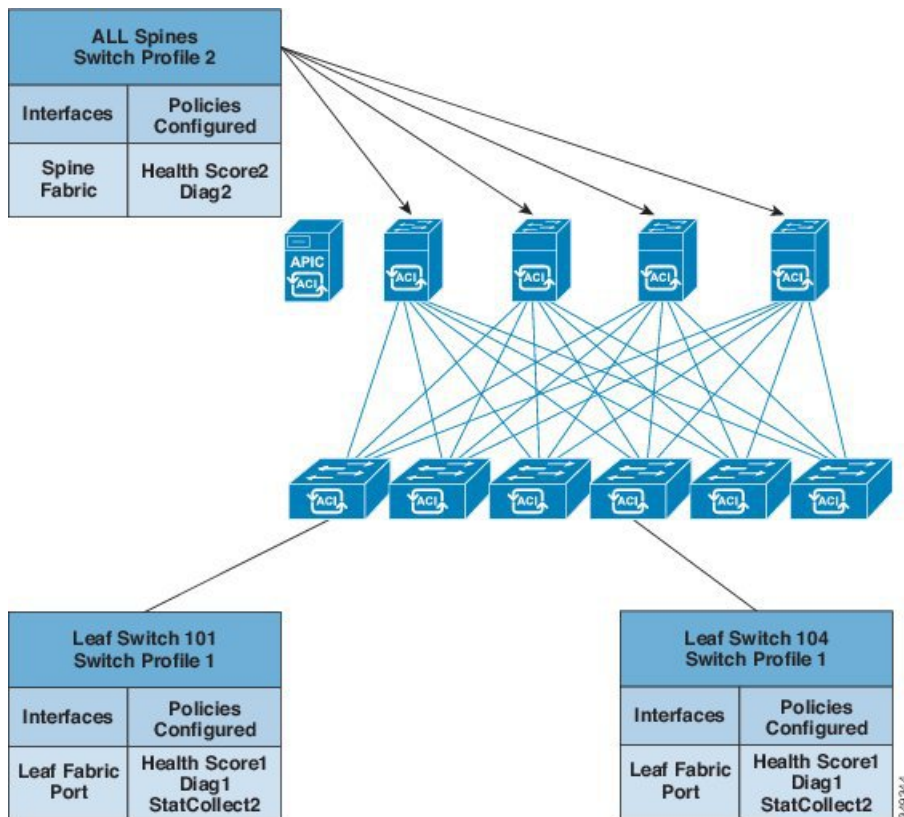 ALL Spines
Switch Profile 2
Interfaces
Policies
Configured
Spine
Fabric
Health Score2
Diag2
APIC
ACI
ACI
ACI
ACI
ACI
ACI
ACI
ACI
ACI
ACI
ACI
Leaf Switch 101
Switch Profile 1
Interfaces
Policies
Configured
Leaf Fabric
Port
Health Score1
Diag1
StatCollect2
Leaf Switch 104
Switch Profile 1
Interfaces
Policies
Configured
Leaf Fabric
Port
Health Score1
Diag1
StatCollect2